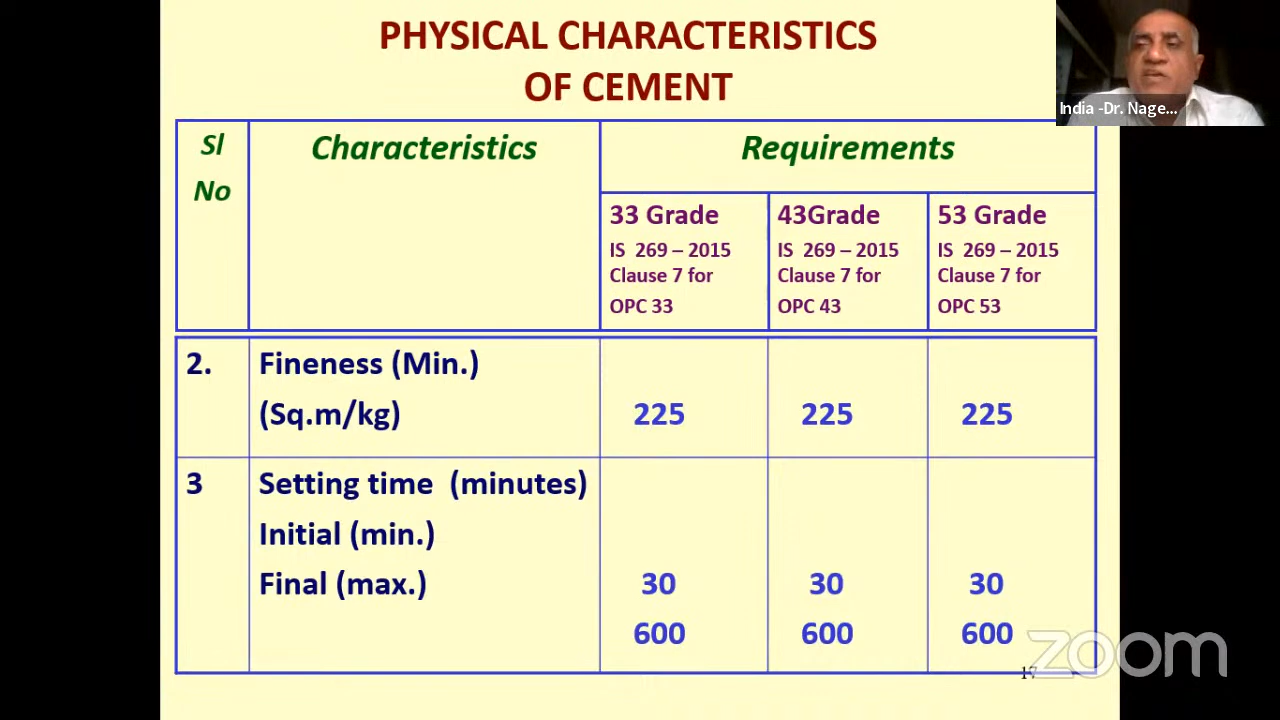 PHYSICAL CHARACTERISTICS
OF CEMENT
India -Dr. Nage...
Sl
No
Characteristics
Requirements
33 Grade
IS 269 – 2015
Clause 7 for
OPC 33
43Grade
IS 269 – 2015
Clause 7 for
OPC 43
53 Grade
IS 269 – 2015
Clause 7 for
OPC 53
2.
Fineness (Min.)
(Sq.m/kg)
225
225
225
3
Setting time (minutes)
Initial (min.)
Final (max.)
30
600
30
600
30
600
17
zoom